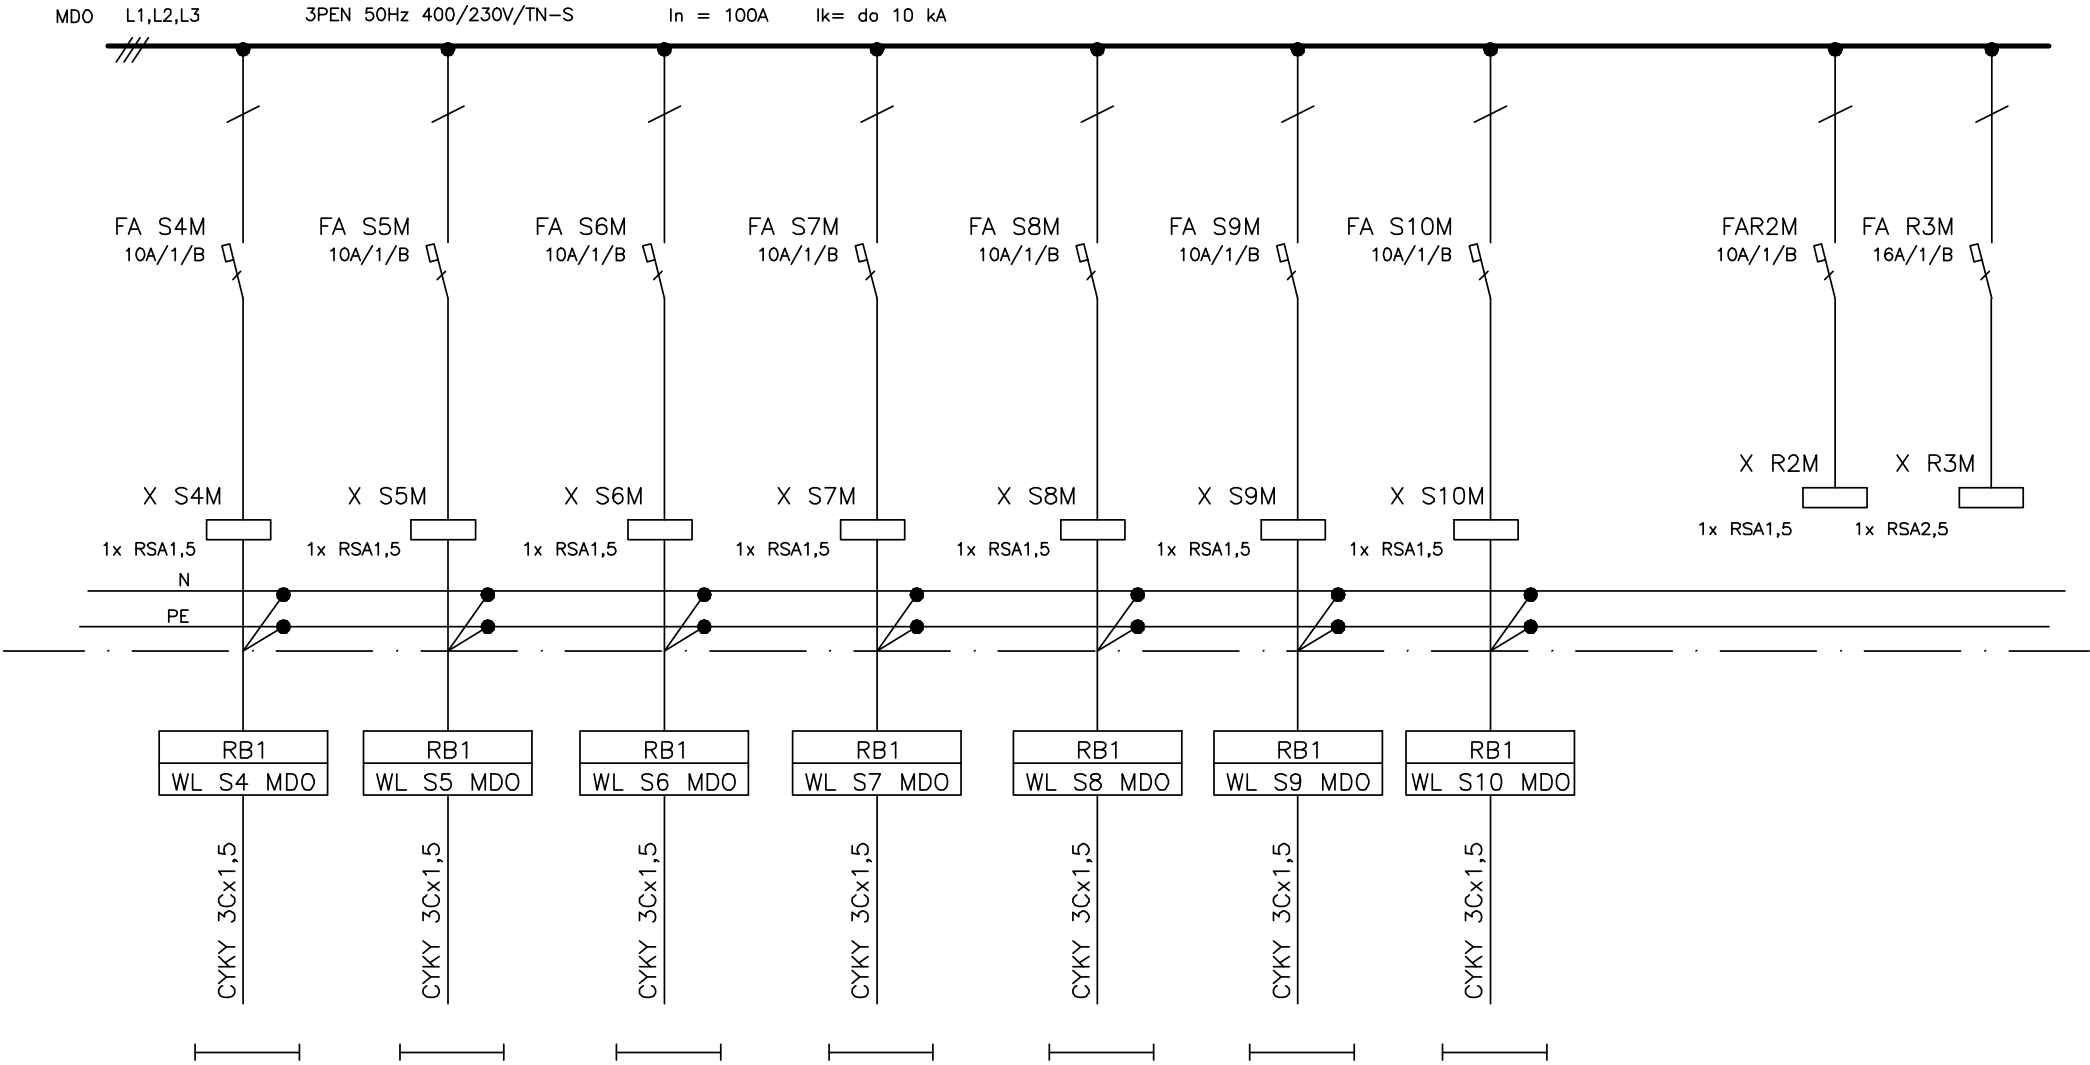 MDO L1,L2,L3 3PEN 50Hz 400/230V/TN-S In = 100A Ik= do 10 kA
FA S4M FA S5M FA S6M FA S7M FA S8M FA S9M FA S10M FAR2M FA R3M
10A/1/B 10A/1/B 10A/1/B 10A/1/B 10A/1/B 10A/1/B 10A/1/B 10A/1/B 16A/1/B
X R2M X R3M
X S4M X S5M X S6M X S7M X S8M X S9M X S10M
1x RSA1,5 1x RSA2,5
1x RSA1,5 1x RSA1,5 1x RSA1,5 1x RSA1,5 1x RSA1,5 1x RSA1,5 1x RSA1,5
N
PE
RB1 RB1 RB1 RB1 RB1 RB1 RB1
WL S4 MDO WL S5 MDO WL S6 MDO WL S7 MDO WL S8 MDO WL S9 MDO WL S10 MDO
CYKY 3Cx1,5 CYKY 3Cx1,5 CYKY 3Cx1,5 CYKY 3Cx1,5 CYKY 3Cx1,5 CYKY 3Cx1,5 CYKY 3Cx1,5